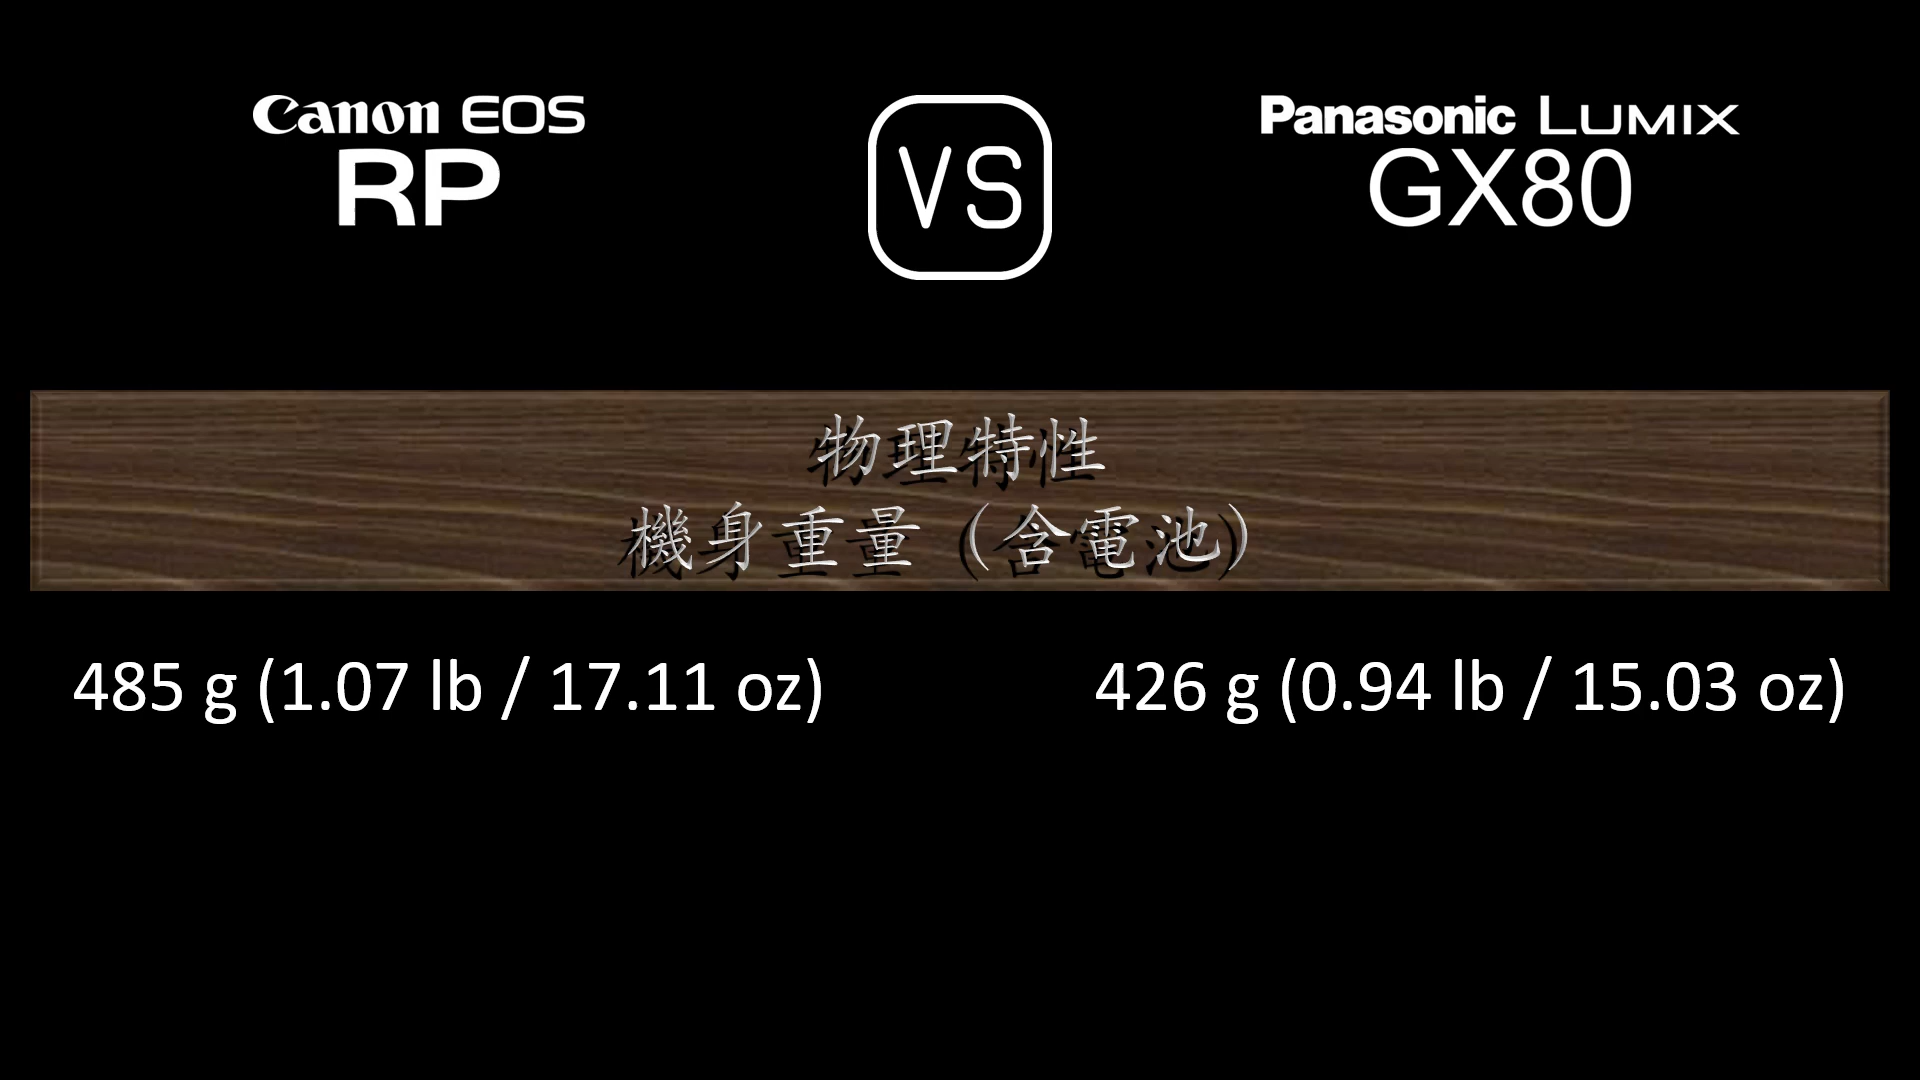 Canon EOS
RP
VS
Panasonic LUMIX
GX80
物理特性
機身重量（含電池）
485 g (1.07 lb / 17.11 oz)
426 g (0.94 lb / 15.03 oz)